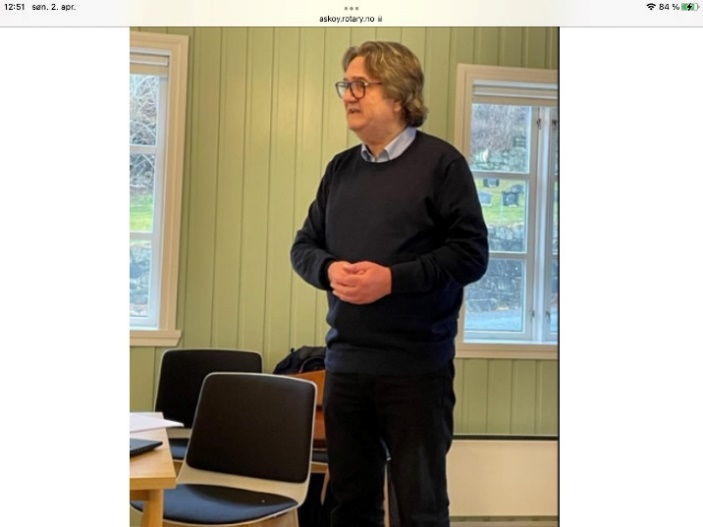 12:51 søn. 2. apr.
84 %
askoy.rotary.no